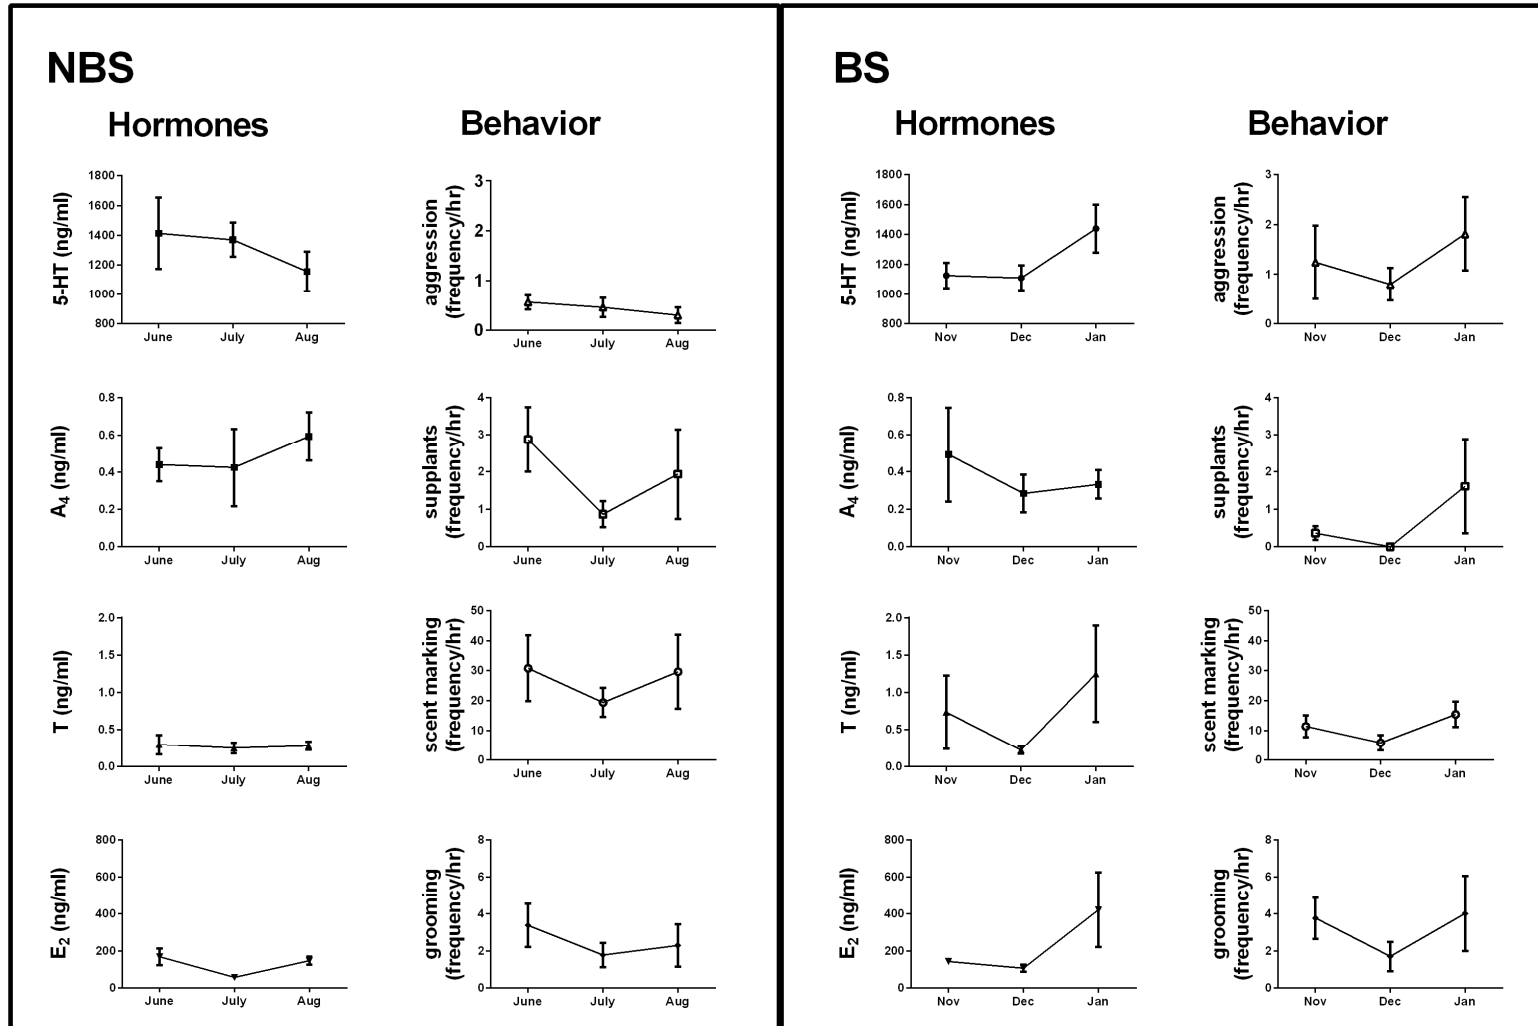 NBS
Hormones
Behavior
5-HT (ng/ml)
1800
1600
1400
1200
1000
800
June
July
Aug
aggression
(frequency/hr)
3
2
1
0
June
July
Aug
A4 (ng/ml)
0.8
0.6
0.4
0.2
0.0
June
July
Aug
supplants
(frequency/hr)
4
3
2
1
0
June
July
Aug
T (ng/ml)
2.0
1.5
1.0
0.5
0.0
June
July
Aug
scent marking
(frequency/hr)
50
40
30
20
10
0
June
July
Aug
E2 (ng/ml)
800
600
400
200
0
June
July
Aug
grooming
(frequency/hr)
8
6
4
2
0
June
July
Aug
BS
Hormones
Behavior
5-HT (ng/ml)
1800
1600
1400
1200
1000
800
Nov
Dec
Jan
aggression
(frequency/hr)
3
2
1
0
Nov
Dec
Jan
A4 (ng/ml)
0.8
0.6
0.4
0.2
0.0
Nov
Dec
Jan
supplants
(frequency/hr)
4
3
2
1
0
Nov
Dec
Jan
T (ng/ml)
2.0
1.5
1.0
0.5
0.0
Nov
Dec
Jan
scent marking
(frequency/hr)
50
40
30
20
10
0
Nov
Dec
Jan
E2 (ng/ml)
800
600
400
200
0
Nov
Dec
Jan
grooming
(frequency/hr)
8
6
4
2
0
Nov
Dec
Jan